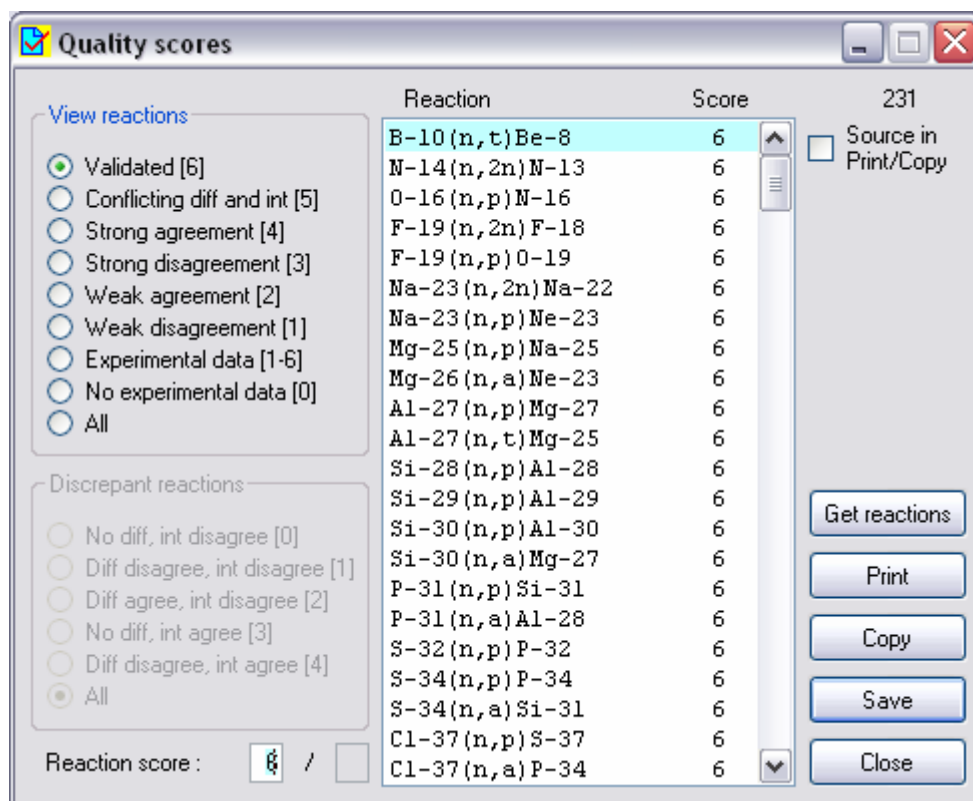 Quality scores
View reactions
Validated [6]
Conflicting diff and int [5]
Strong agreement [4]
Strong disagreement [3]
Weak agreement [2]
Weak disagreement [1]
Experimental data [1-6]
No experimental data [0]
All
Discrepant reactions
No diff, int disagree [0]
Diff disagree, int disagree [1]
Diff agree, int disagree [2]
No diff, int agree [3]
Diff disagree, int agree [4]
All
Reaction score : 6 /
Reaction Score
B-10(n,t)Be-8 6
N-14(n,2n)N-13 6
O-16(n,p)N-16 6
F-19(n,2n)F-18 6
F-19(n,p)O-19 6
Na-23(n,2n)Na-22 6
Na-23(n,p)Ne-23 6
Mg-25(n,p)Na-25 6
Mg-26(n,a)Ne-23 6
Al-27(n,p)Mg-27 6
Al-27(n,t)Mg-25 6
Si-28(n,p)Al-28 6
Si-29(n,p)Al-29 6
Si-30(n,p)Al-30 6
Si-30(n,a)Mg-27 6
P-31(n,p)Si-31 6
P-31(n,a)Al-28 6
S-32(n,p)P-32 6
S-34(n,p)P-34 6
S-34(n,a)Si-31 6
Cl-37(n,p)S-37 6
Cl-37(n,a)P-34 6
231
Source in
Print/Copy
Get reactions
Print
Copy
Save
Close